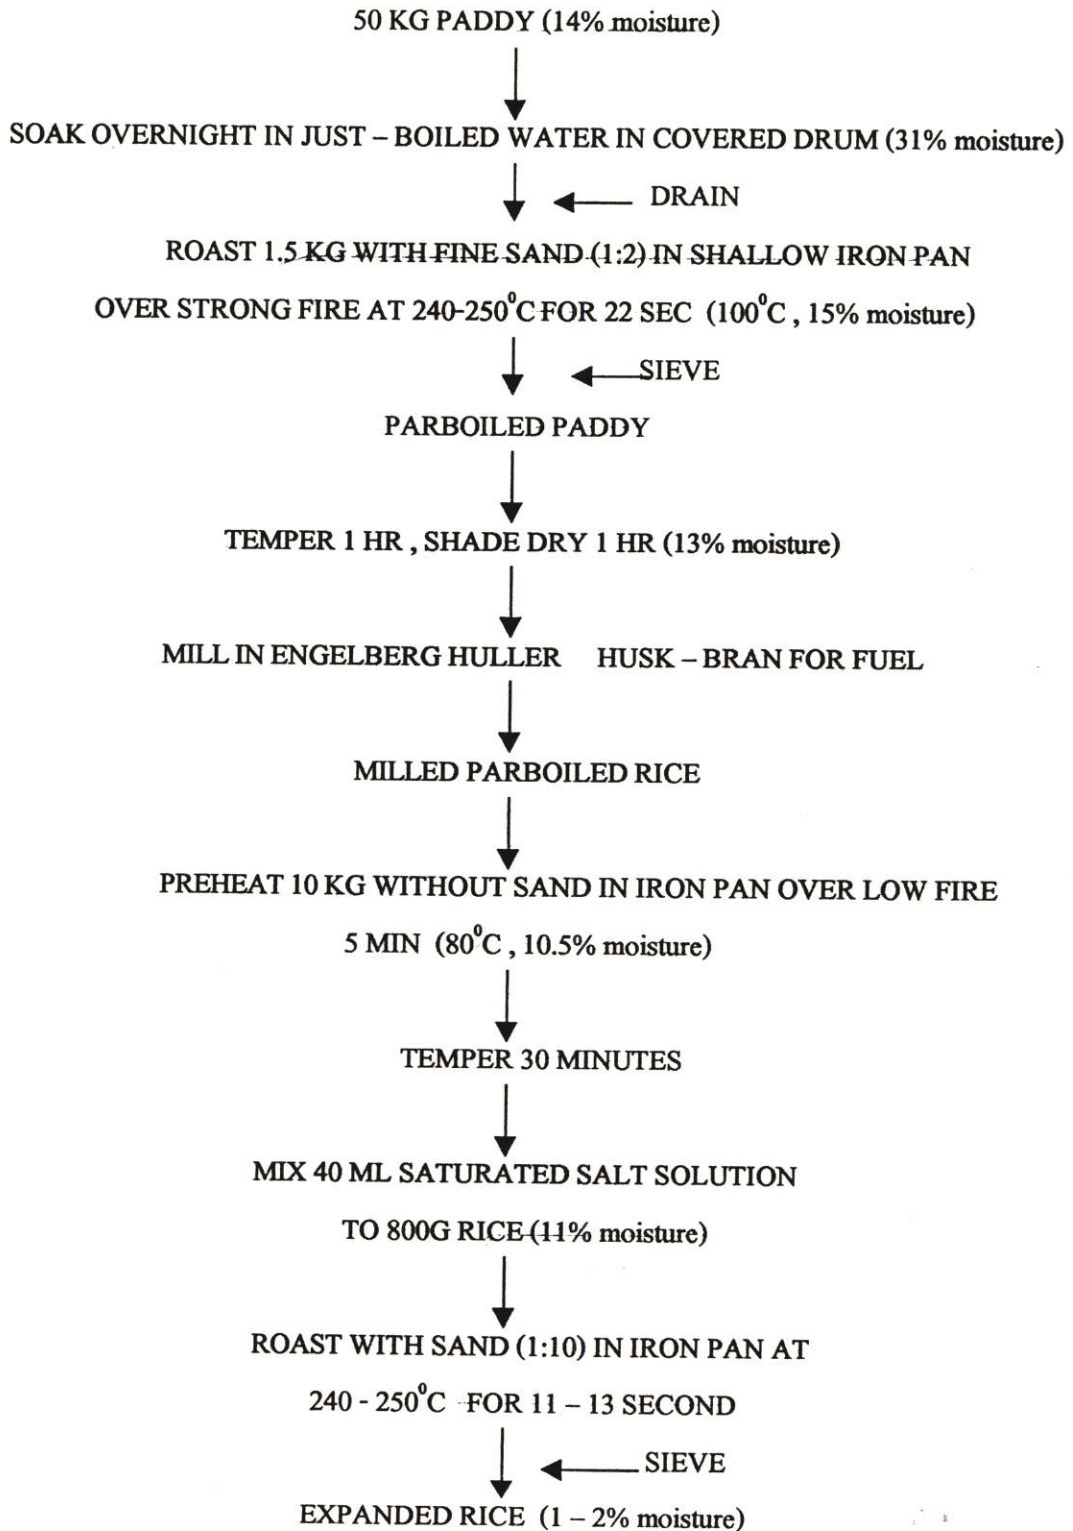 50 KG PADDY (14% moisture)
SOAK OVERNIGHT IN JUST – BOILED WATER IN COVERED DRUM (31% moisture)
DRAIN
ROAST 1.5 KG WITH FINE SAND (1:2) IN SHALLOW IRON PAN
OVER STRONG FIRE AT 240-250⁰C FOR 22 SEC (100⁰C , 15% moisture)
SIEVE
PARBOILED PADDY
TEMPER 1 HR , SHADE DRY 1 HR (13% moisture)
MILL IN ENGELBERG HULLER HUSK – BRAN FOR FUEL
MILLED PARBOILED RICE
PREHEAT 10 KG WITHOUT SAND IN IRON PAN OVER LOW FIRE
5 MIN (80⁰C , 10.5% moisture)
TEMPER 30 MINUTES
MIX 40 ML SATURATED SALT SOLUTION
TO 800G RICE (11% moisture)
ROAST WITH SAND (1:10) IN IRON PAN AT
240 - 250⁰C FOR 11 – 13 SECOND
SIEVE
EXPANDED RICE (1 – 2% moisture)